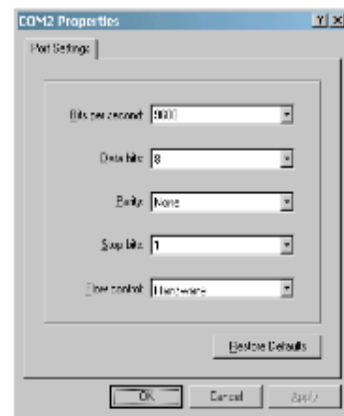 COM2 Properties
Port Settings
Bits per second: 9600
Data bits: 8
Parity: None
Stop bits: 1
Flow control: Hardware
Restore Defaults
OK Cancel Apply